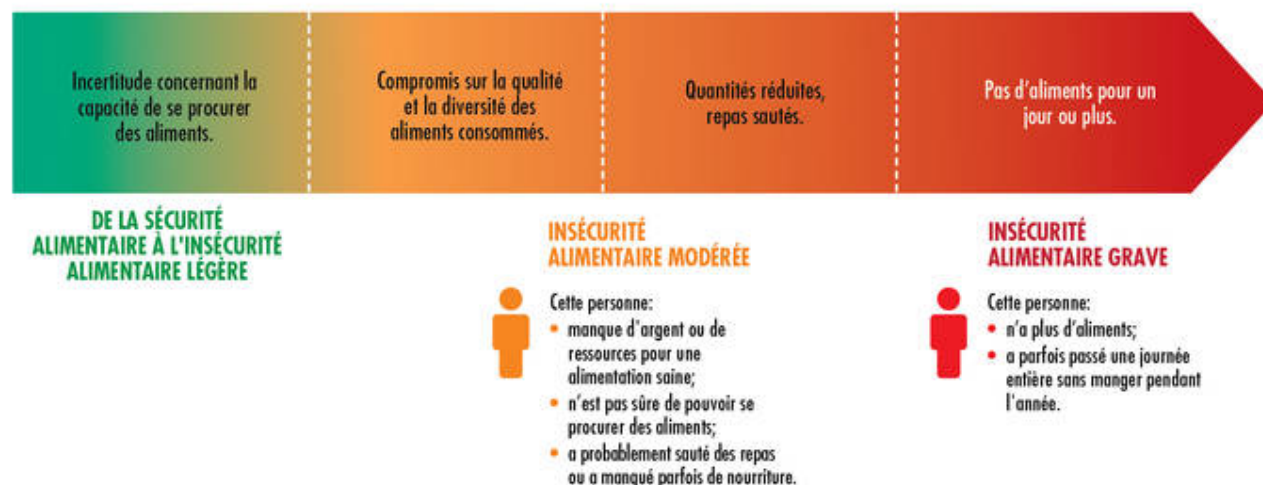 Incertitude concernant la
capacité de se procurer
des aliments.
Compromis sur la qualité
et la diversité des
aliments consommés.
Quantités réduites,
repas sautés.
Pas d'aliments pour un
jour ou plus.
DE LA SÉCURITÉ
ALIMENTAIRE À L'INSÉCURITÉ
ALIMENTAIRE LÉGÈRE
INSÉCURITÉ
ALIMENTAIRE MODÉRÉE
Cette personne:
• manque d'argent ou de
ressources pour une
alimentation saine;
• n'est pas sûre de pouvoir se
procurer des aliments;
• a probablement sauté des repas
ou a manqué parfois de nourriture.
INSÉCURITÉ
ALIMENTAIRE GRAVE
Cette personne:
• n'a plus d'aliments;
• a parfois passé une journée
entière sans manger pendant
l'année.